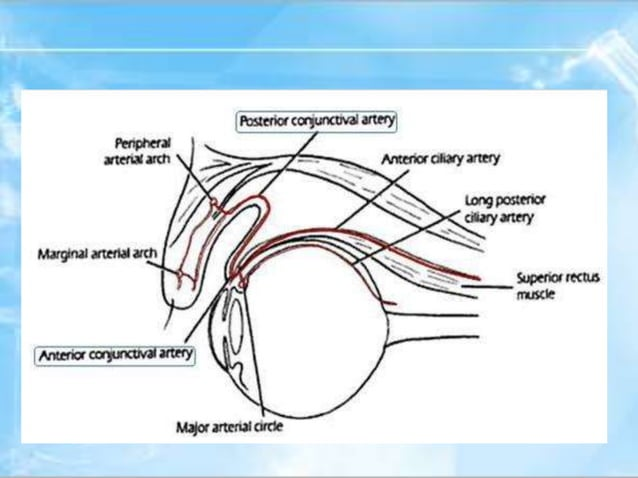 Posterior conjunctival artery
Peripheral
arterial arch
Anterior ciliary artery
Long posterior
ciliary artery
Marginal arterial arch
Superior rectus
muscle
Anterior conjunctival artery
Major arterial circle